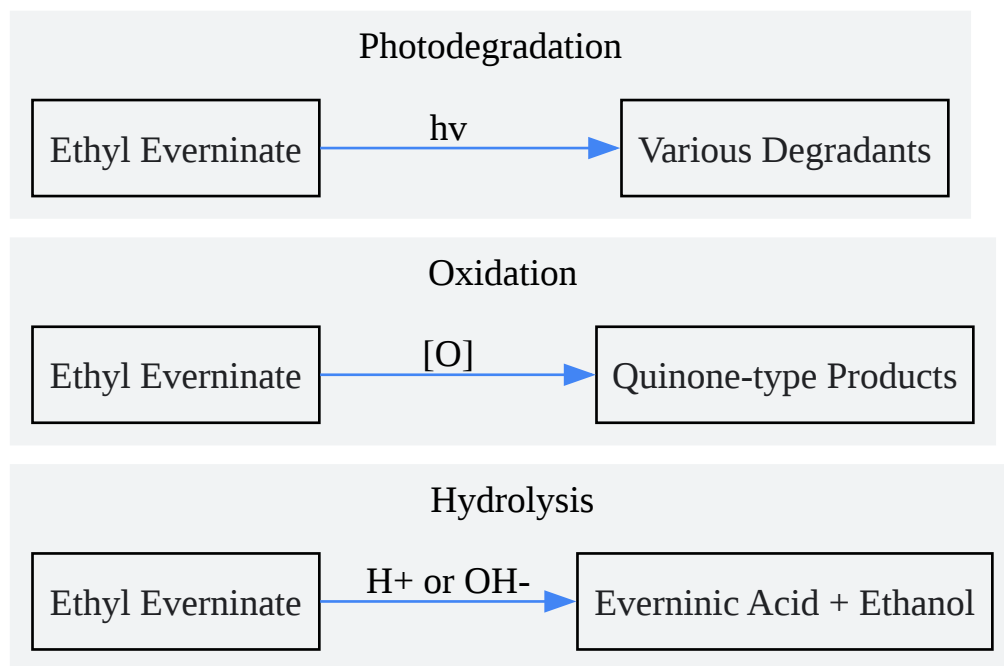 Photodegradation
Ethyl Everninate
hv
Various Degradants
Oxidation
Ethyl Everninate
[O]
Quinone-type Products
Hydrolysis
Ethyl Everninate
H+ or OH-
Everninic Acid + Ethanol